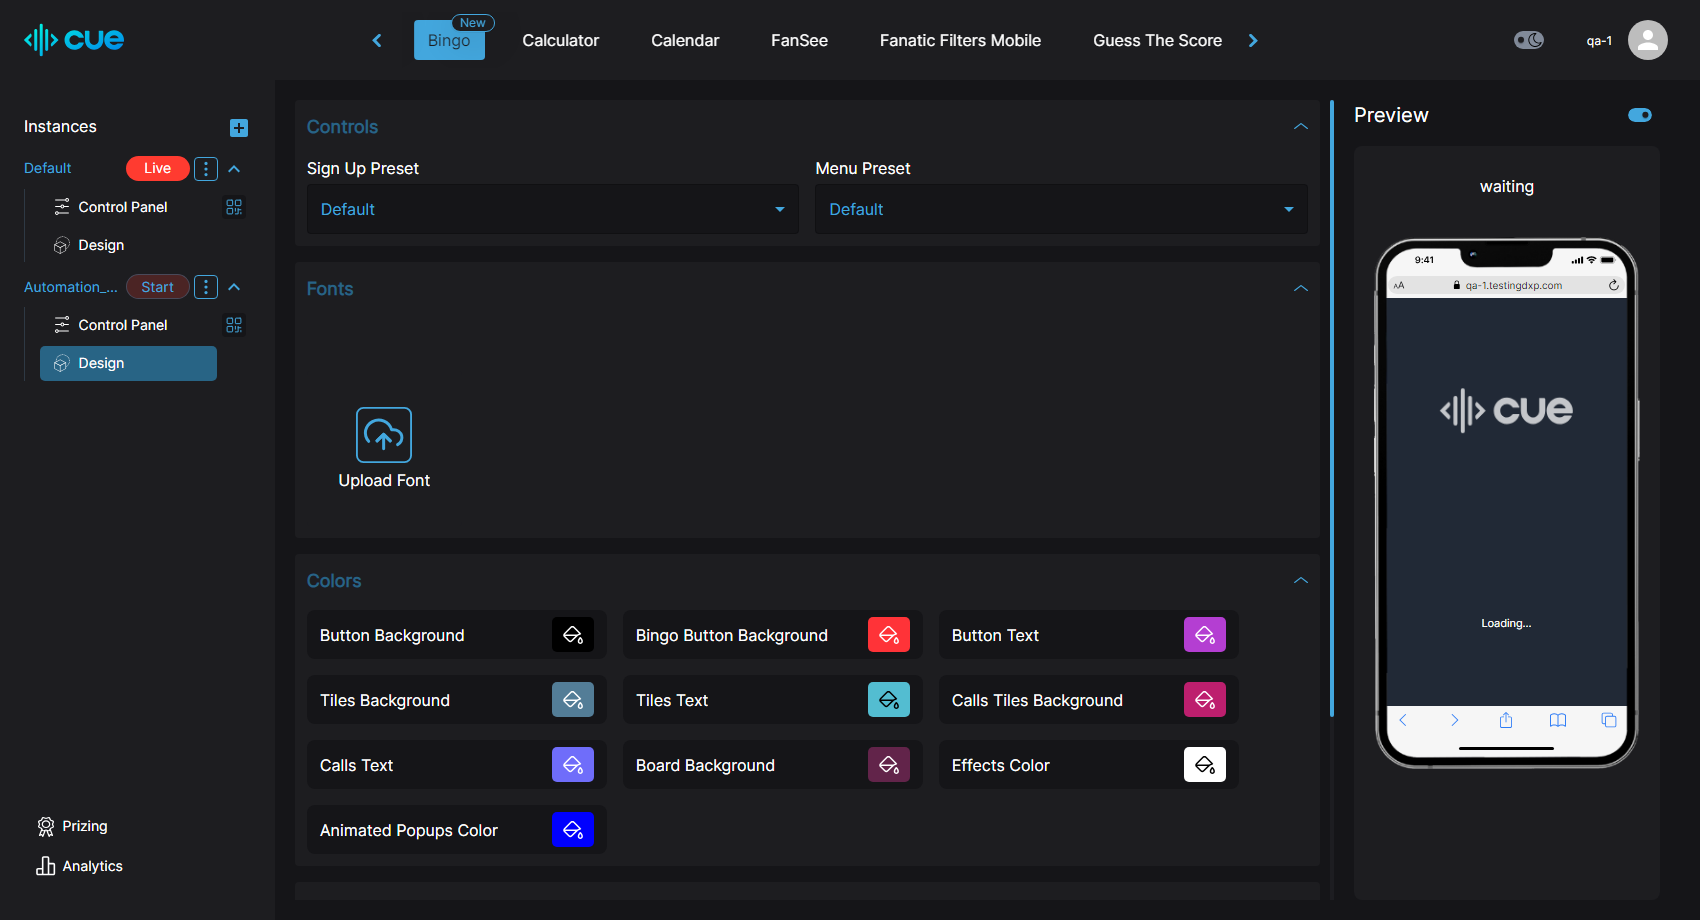 cue
Bingo
New
Calculator
Calendar
FanSee
Fanatic Filters Mobile
Guess The Score
qa-1
Instances
Default
Live
Control Panel
Design
Automation_...
Start
Control Panel
Design
Prizing
Analytics
Controls
Sign Up Preset
Menu Preset
Default
Default
Fonts
Upload Font
Colors
Button Background
Bingo Button Background
Button Text
Tiles Background
Tiles Text
Calls Tiles Background
Calls Text
Board Background
Effects Color
Animated Popups Color
Preview
waiting
9:41
AA
qa-1.testingdxp.com
cue
Loading...